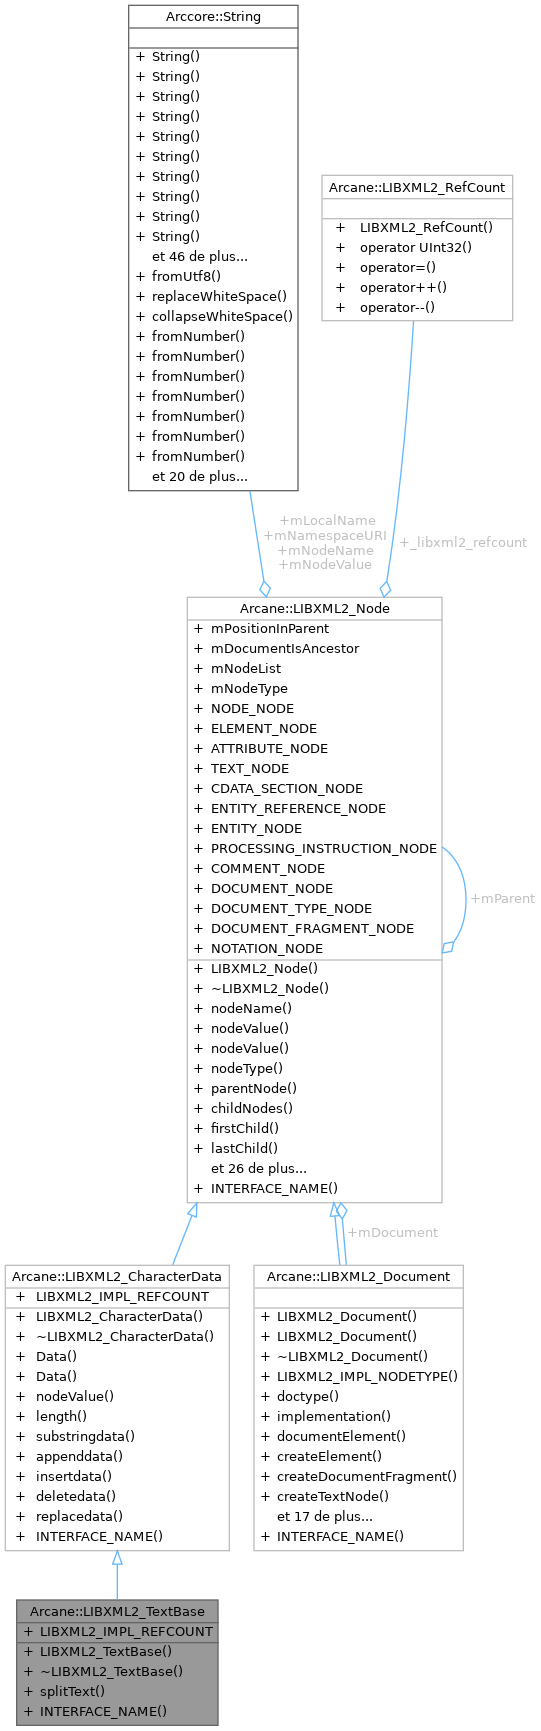 Arccore::String
+ String()
+ String()
+ String()
+ String()
+ String()
+ String()
+ String()
+ String()
+ String()
+ String()
et 46 de plus...
+ fromUtf8()
+ replaceWhiteSpace()
+ collapseWhiteSpace()
+ fromNumber()
+ fromNumber()
+ fromNumber()
+ fromNumber()
+ fromNumber()
+ fromNumber()
+ fromNumber()
et 20 de plus...
Arcane::LIBXML2_RefCount
+ LIBXML2_RefCount()
+ operator UInt32()
+ operator=()
+ operator++()
+ operator--()
+mLocalName
+mNamespaceURI
+mNodeName
+mNodeValue
+_libxml2_refcount
Arcane::LIBXML2_Node
+ mPositionInParent
+ mDocumentIsAncestor
+ mNodeList
+ mNodeType
+ NODE_NODE
+ ELEMENT_NODE
+ ATTRIBUTE_NODE
+ TEXT_NODE
+ CDATA_SECTION_NODE
+ ENTITY_REFERENCE_NODE
+ ENTITY_NODE
+ PROCESSING_INSTRUCTION_NODE
+ COMMENT_NODE
+ DOCUMENT_NODE
+ DOCUMENT_TYPE_NODE
+ DOCUMENT_FRAGMENT_NODE
+ NOTATION_NODE
+ LIBXML2_Node()
+ ~LIBXML2_Node()
+ nodeName()
+ nodeValue()
+ nodeValue()
+ nodeType()
+ parentNode()
+ childNodes()
+ firstChild()
+ lastChild()
et 26 de plus...
+ INTERFACE_NAME()
+mParent
+mDocument
Arcane::LIBXML2_CharacterData
+ LIBXML2_IMPL_REFCOUNT
+ LIBXML2_CharacterData()
+ ~LIBXML2_CharacterData()
+ Data()
+ Data()
+ nodeValue()
+ length()
+ substringdata()
+ appenddata()
+ insertdata()
+ deletedata()
+ replacedata()
+ INTERFACE_NAME()
Arcane::LIBXML2_Document
+ LIBXML2_Document()
+ LIBXML2_Document()
+ ~LIBXML2_Document()
+ LIBXML2_IMPL_NODETYPE()
+ doctype()
+ implementation()
+ documentElement()
+ createElement()
+ createDocumentFragment()
+ createTextNode()
et 17 de plus...
+ INTERFACE_NAME()
Arcane::LIBXML2_TextBase
+ LIBXML2_IMPL_REFCOUNT
+ LIBXML2_TextBase()
+ ~LIBXML2_TextBase()
+ splitText()
+ INTERFACE_NAME()